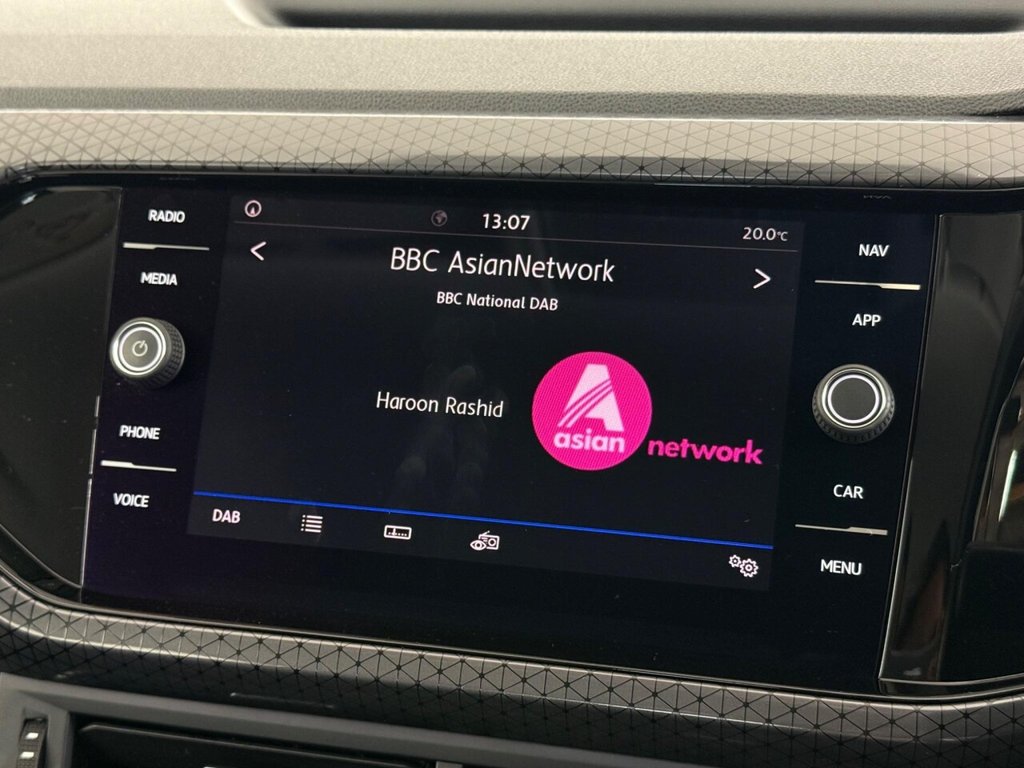 RADIO
MEDIA
PHONE
VOICE
13:07
20.0°C
BBC AsianNetwork
BBC National DAB
Haroon Rashid
A
asian network
DAB
NAV
APP
CAR
MENU